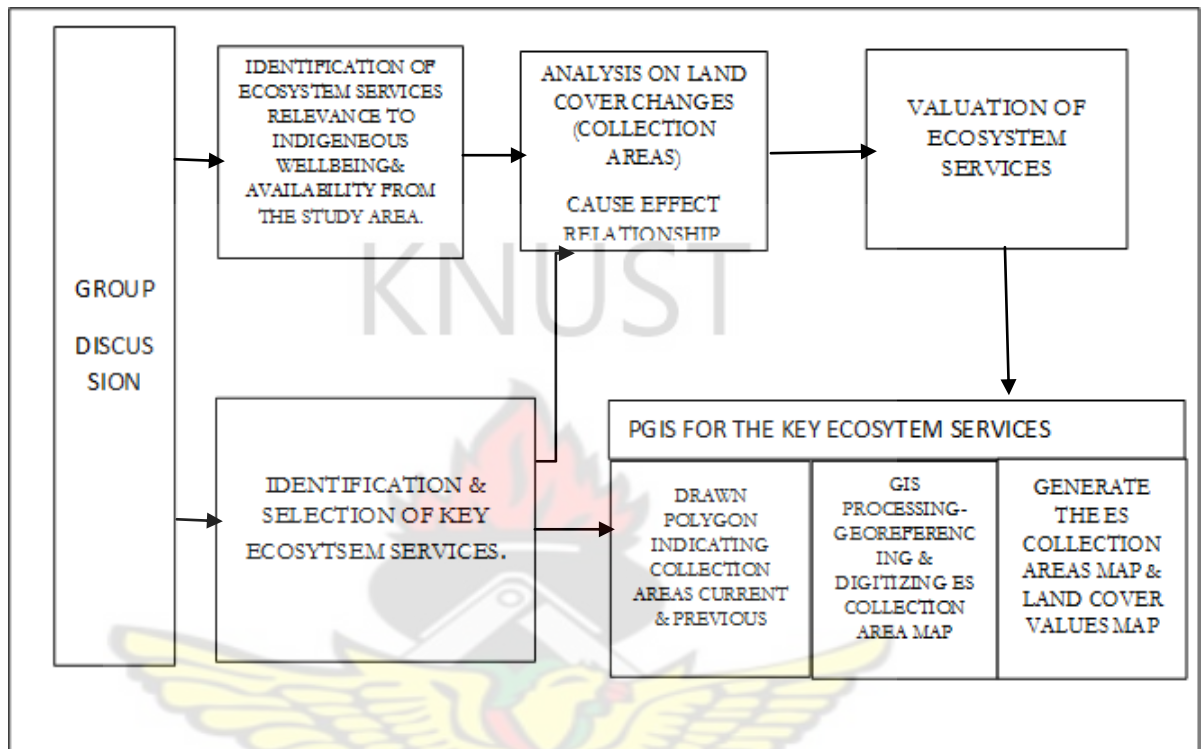 GROUP
DISCUS
SION
IDENTIFICATION OF
ECOSYSTEM SERVICES
RELEVANCE TO
INDIGENEOUS
WELLBEING&
AVAILABILITY FROM
THE STUDY AREA.
ANALYSIS ON LAND
COVER CHANGES
(COLLECTION
AREAS)
CAUSE EFFECT
RELATIONSHIP
VALUATION OF
ECOSYSTEM
SERVICES
KNUST
IDENTIFICATION &
SELECTION OF KEY
ECOSYTSEM SERVICES.
PGIS FOR THE KEY ECOSYTEM SERVICES
DRAWN
POLYGON
INDICATING
COLLECTION
AREAS CURRENT
& PREVIOUS
GIS
PROCESSING-
GEOREFERENC
ING &
DIGITIZING ES
COLLECTION
AREA MAP
GENERATE
THE ES
COLLECTION
AREAS MAP &
LAND COVER
VALUES MAP